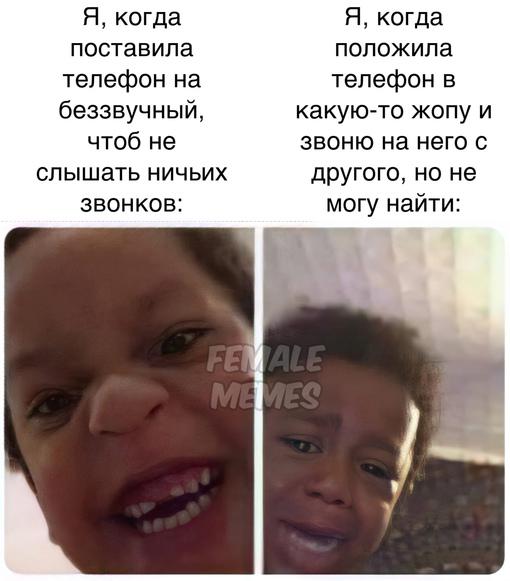 Я, когда
поставила
телефон на
беззвучный,
чтоб не
слышать ничьих
звонков:
Я, когда
положила
телефон в
какую-то жопу и
звоню на него с
другого, но не
могу найти:
FEMALE
MEMES